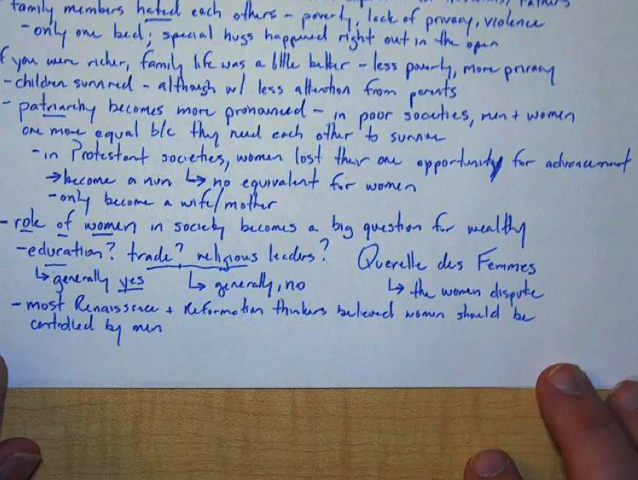 family members hated each others - poverty, lack of privacy, violence
-only one bed; special hugs happened right out in the open
f you were richer, family life was a little better - less poverty, more privacy
-children survived - although w/ less attention from parents
- patriarchy becomes more pronounced - in poor societies, men + women
are more equal b/c they need each other to survive
-in Protestant societies, women lost their one opportunity for advancement
→become a nun ↳ no equivalent for women
-only become a wife/mother
-role of women in society becomes a big question for wealthy
-education? trade? religious leaders? Querelle des Femmes
↳generally yes ↳ generally, no ↳ the women dispute
-most Renaissance + Reformation thinkers believed women should be
controlled by men